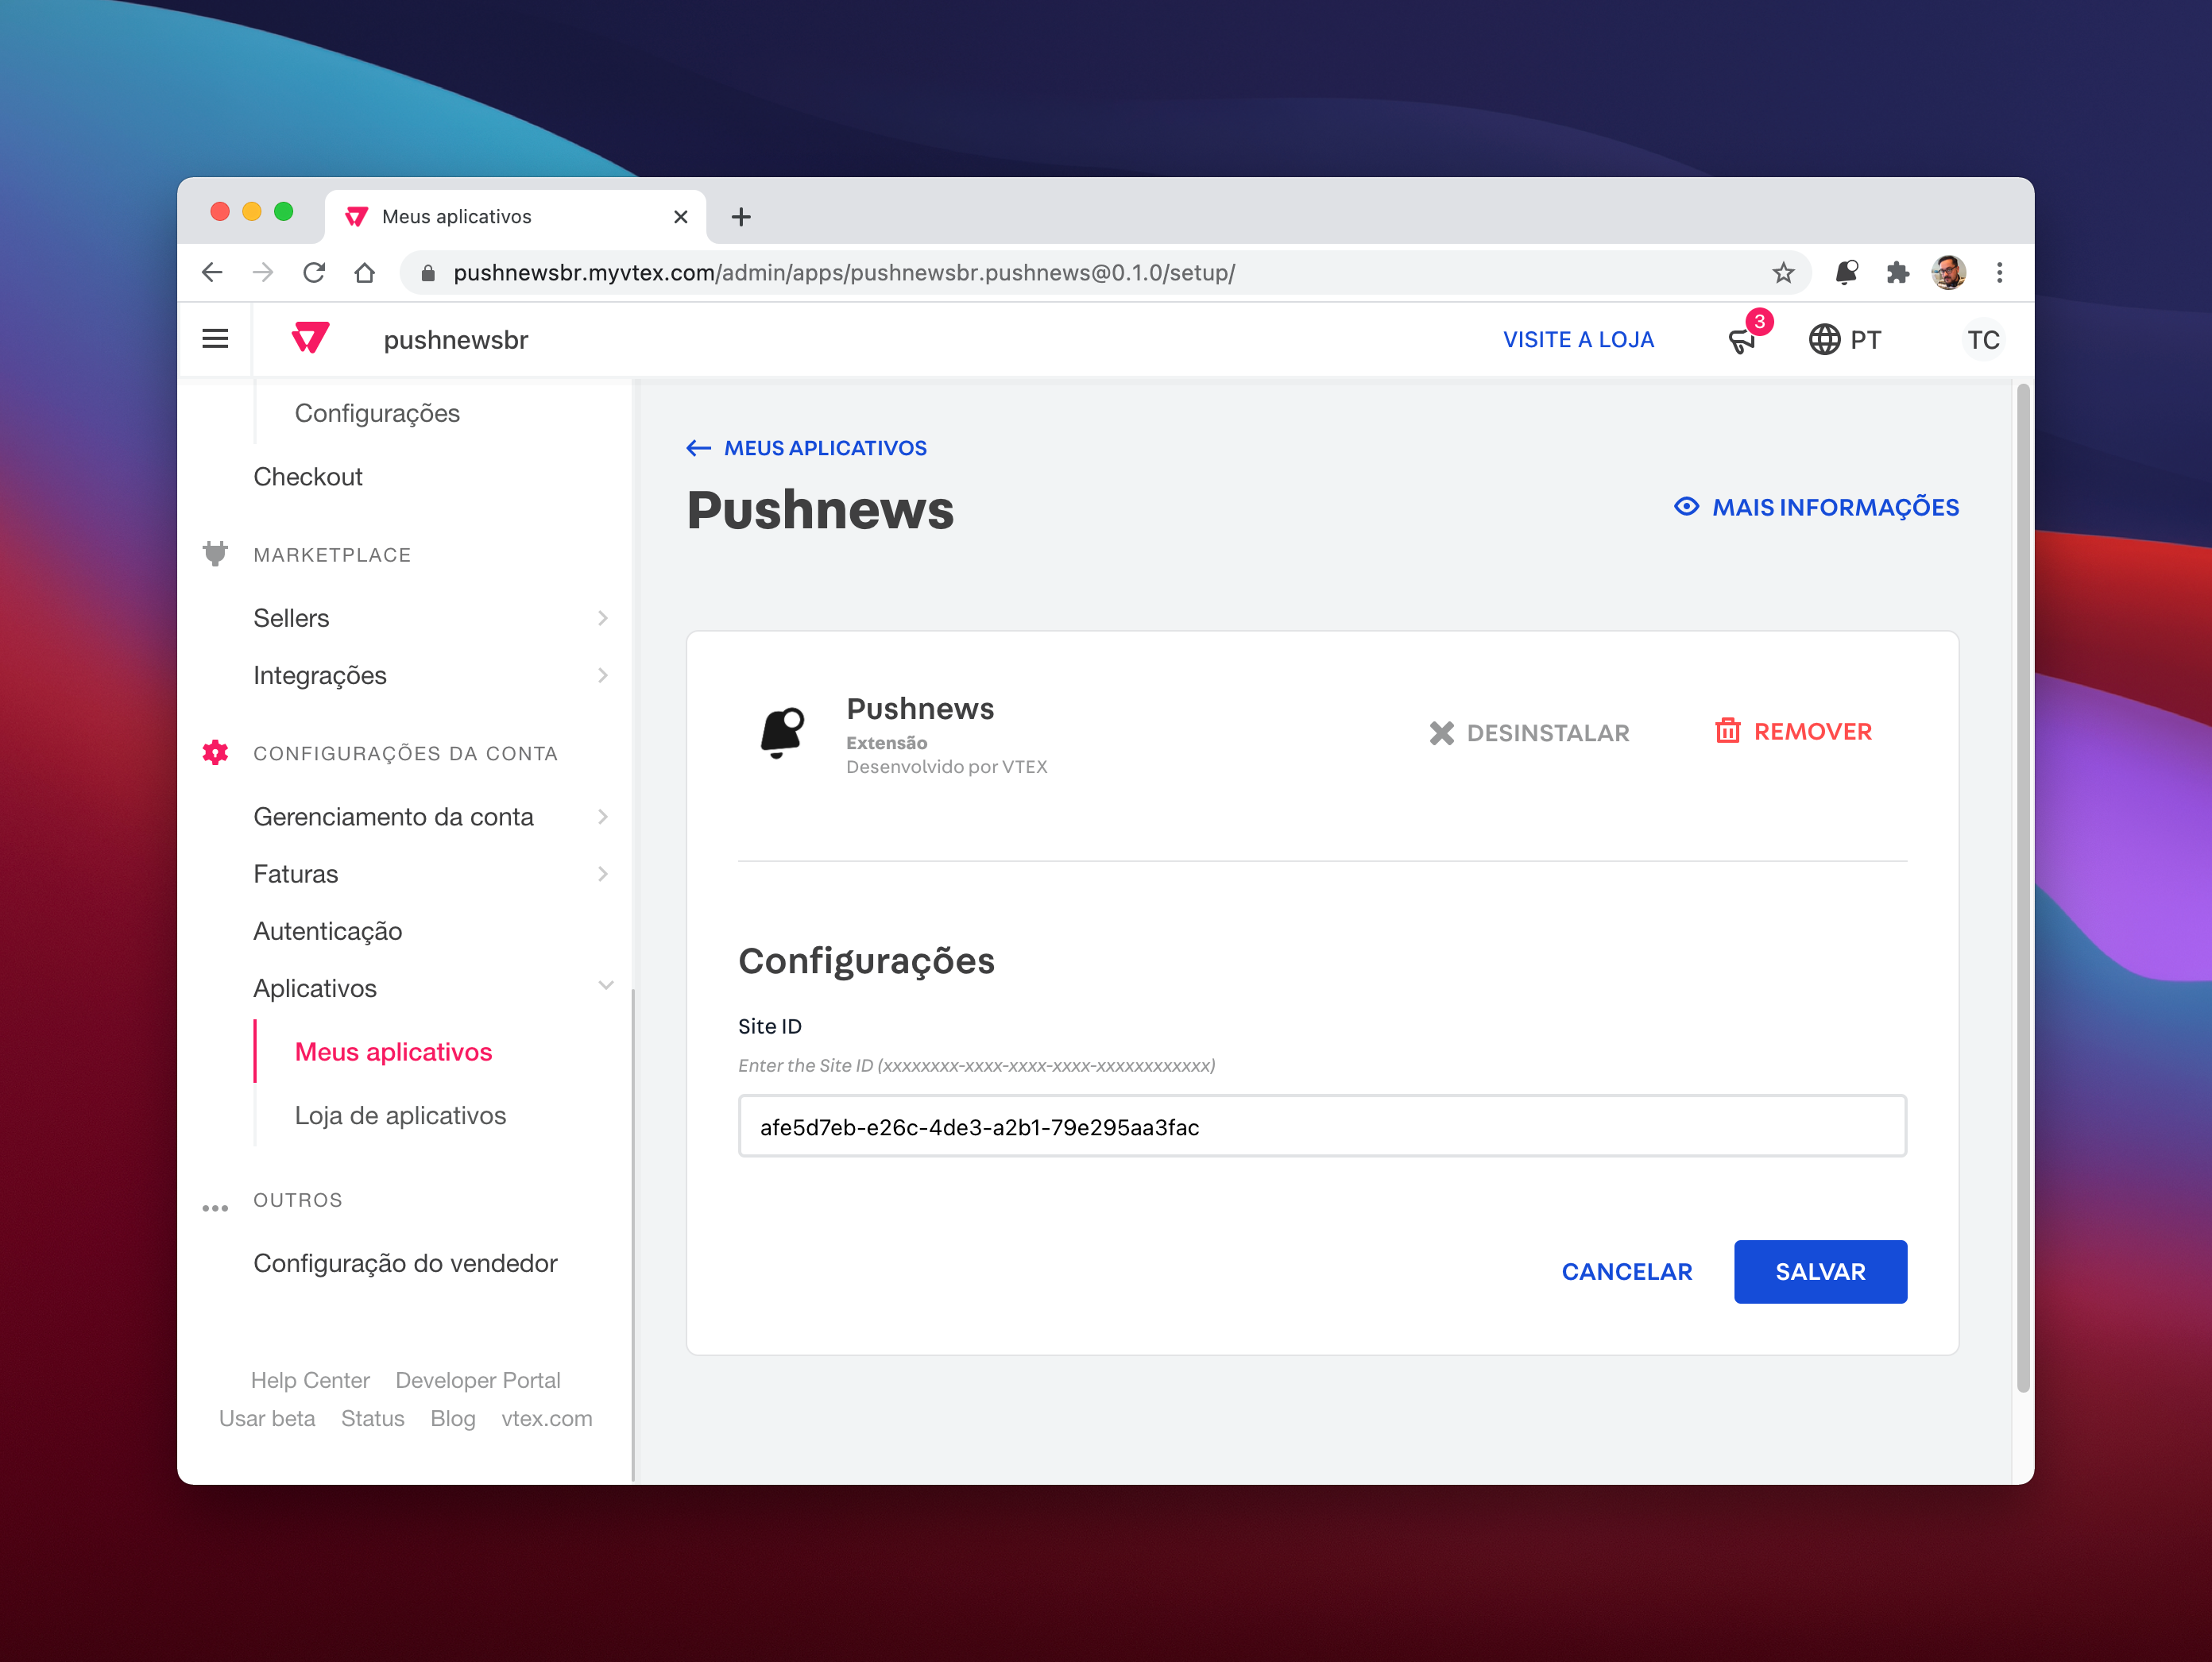 Meus aplicativos
pushnewsbr.myvtex.com/admin/apps/pushnewsbr.pushnews@0.1.0/setup/
pushnewsbr
VISITE A LOJA
3
PT
TC
Configurações
Checkout
MARKETPLACE
Sellers
Integrações
CONFIGURAÇÕES DA CONTA
Gerenciamento da conta
Faturas
Autenticação
Aplicativos
Meus aplicativos
Loja de aplicativos
OUTROS
Configuração do vendedor
Help Center Developer Portal
Usar beta Status Blog vtex.com
MEUS APLICATIVOS
Pushnews
MAIS INFORMAÇÕES
Pushnews
Extensão
Desenvolvido por VTEX
DESINSTALAR
REMOVER
Configurações
Site ID
Enter the Site ID (xxxxxxxx-xxxx-xxxx-xxxx-xxxxxxxxxxxx)
afe5d7eb-e26c-4de3-a2b1-79e295aa3fac
CANCELAR
SALVAR